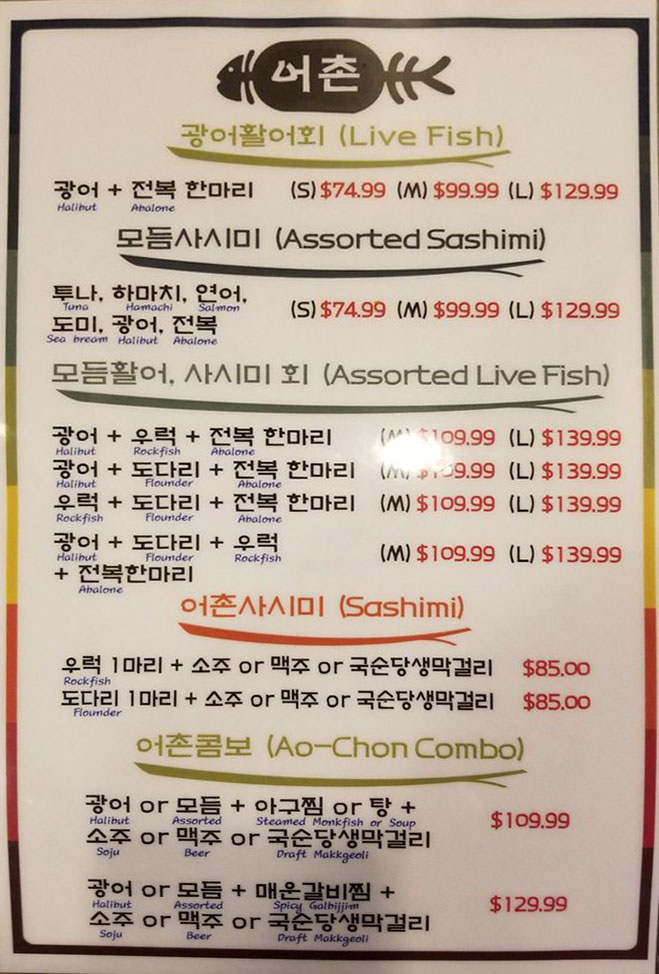 어촌
광어활어회 (Live Fish)
광어 + 전복 한마리 (S) $74.99 (M) $99.99 (L) $129.99
Halibut Abalone
모듬사시미 (Assorted Sashimi)
투나, 하마치, 연어,
Tuna Hamachi Salmon
(S) $74.99 (M) $99.99 (L) $129.99
도미, 광어, 전복
Sea bream Halibut Abalone
모듬활어, 사시미 회 (Assorted Live Fish)
광어 + 우럭 + 전복 한마리 (M) $109.99 (L) $139.99
Halibut Rockfish Abalone
광어 + 도다리 + 전복 한마리 (M) $109.99 (L) $139.99
Halibut Flounder Abalone
우럭 + 도다리 + 전복 한마리 (M) $109.99 (L) $139.99
Rockfish Flounder Abalone
광어 + 도다리 + 우럭 (M) $109.99 (L) $139.99
Halibut Flounder Rockfish
+ 전복한마리
Abalone
어촌사시미 (Sashimi)
우럭 1마리 + 소주 or 맥주 or 국순당생막걸리 $85.00
Rockfish
도다리 1마리 + 소주 or 맥주 or 국순당생막걸리 $85.00
Flounder
어촌콤보 (Ao-Chon Combo)
광어 or 모듬 + 아구찜 or 탕 +
Halibut Assorted Steamed Monkfish or Soup
$109.99
소주 or 맥주 or 국순당생막걸리
Soju Beer Draft Makkgeoli
광어 or 모듬 + 매운갈비찜 +
Halibut Assorted Spicy Galbijjim
$129.99
소주 or 맥주 or 국순당생막걸리
Soju Beer Draft Makkgeoli